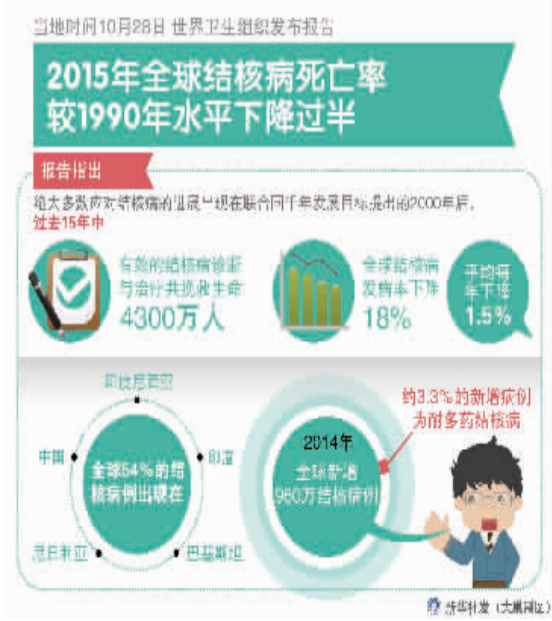 当地时间10月28日 世界卫生组织发布报告
2015年全球结核病死亡率
较1990年水平下降过半
报告指出
绝大多数应对结核病的进展出现在联合国千年发展目标提出的2000年后。
过去15年中
有效的结核病诊断
与治疗共挽救生命
4300万人
全球结核病
发病率下降
18%
平均每
年下降
1.5%
印度尼西亚
中国
印度
全球54%的结
核病例出现在
尼日利亚
巴基斯坦
2014年
全球新增
960万结核病例
约3.3%的新增病例
为耐多药结核病
新华社发（大巢制图）